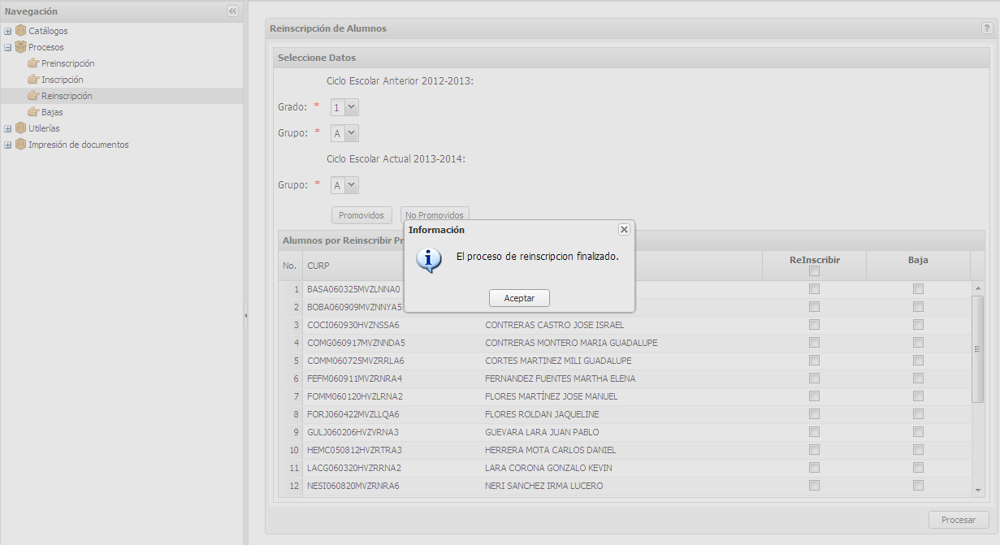 Navegación
Catálogos
Procesos
Preinscripción
Inscripción
Reinscripción
Bajas
Utilerías
Impresión de documentos
Reinscripción de Alumnos
?
Seleccione Datos
Ciclo Escolar Anterior 2012-2013:
Grado: * 1
Grupo: * A
Ciclo Escolar Actual 2013-2014:
Grupo: * A
Promovidos No Promovidos
Información
El proceso de reinscripcion finalizado.
Aceptar
Alumnos por Reinscribir Pr
No. CURP ReInscribir Baja
1 BASA060325MVZLNNA0
2 BOBA060909MVZNNYA5
3 COCI060930HVZNSSA6 CONTRERAS CASTRO JOSE ISRAEL
4 COMG060917MVZNNDA5 CONTRERAS MONTERO MARIA GUADALUPE
5 COMM060725MVZRRLA6 CORTES MARTINEZ MILI GUADALUPE
6 FEFM060911MVZRNRA4 FERNANDEZ FUENTES MARTHA ELENA
7 FOMM060120HVZLRNA2 FLORES MARTÍNEZ JOSE MANUEL
8 FORJ060422MVZLLQA6 FLORES ROLDAN JAQUELINE
9 GULJ060206HVZVRNA3 GUEVARA LARA JUAN PABLO
10 HEMC050812HVZRTRA3 HERRERA MOTA CARLOS DANIEL
11 LACG060320HVZRRNA2 LARA CORONA GONZALO KEVIN
12 NESI060820MVZRNRA6 NERI SANCHEZ IRMA LUCERO
Procesar